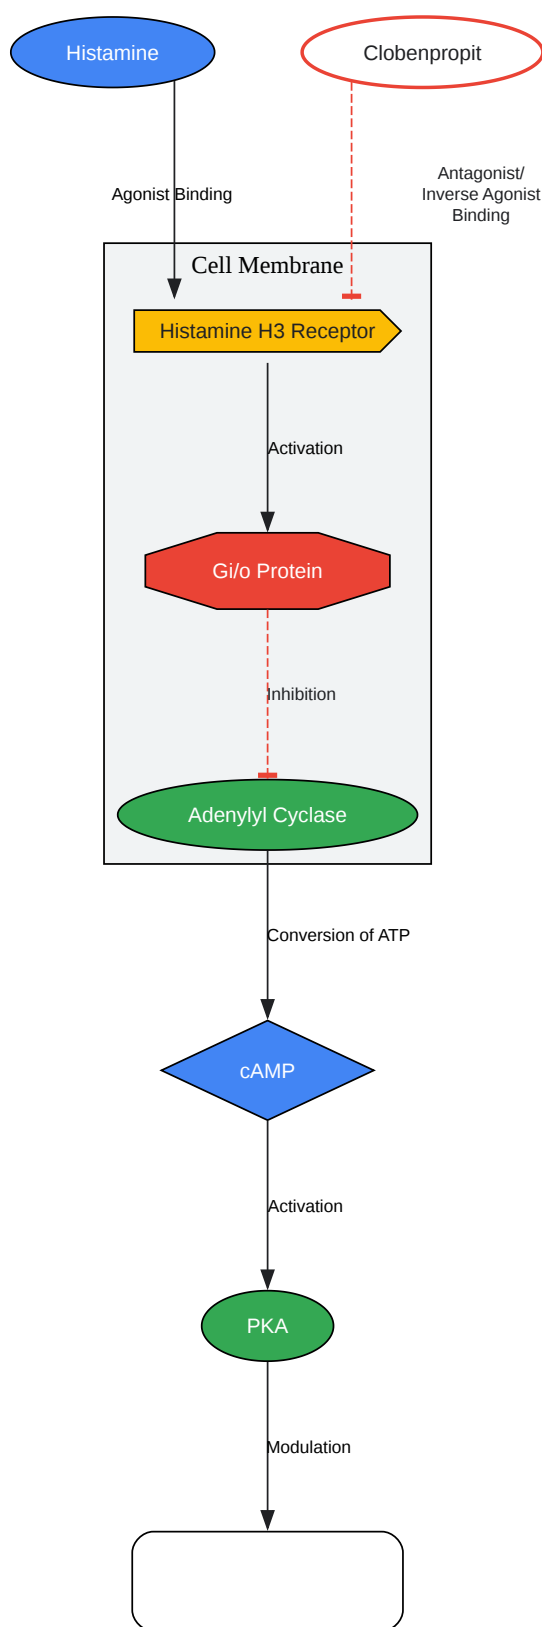 Histamine
Clobenpropit
Antagonist/
Inverse Agonist
Binding
Agonist Binding
Cell Membrane
Histamine H3 Receptor
Activation
Gi/o Protein
Inhibition
Adenylyl Cyclase
Conversion of ATP
cAMP
Activation
PKA
Modulation